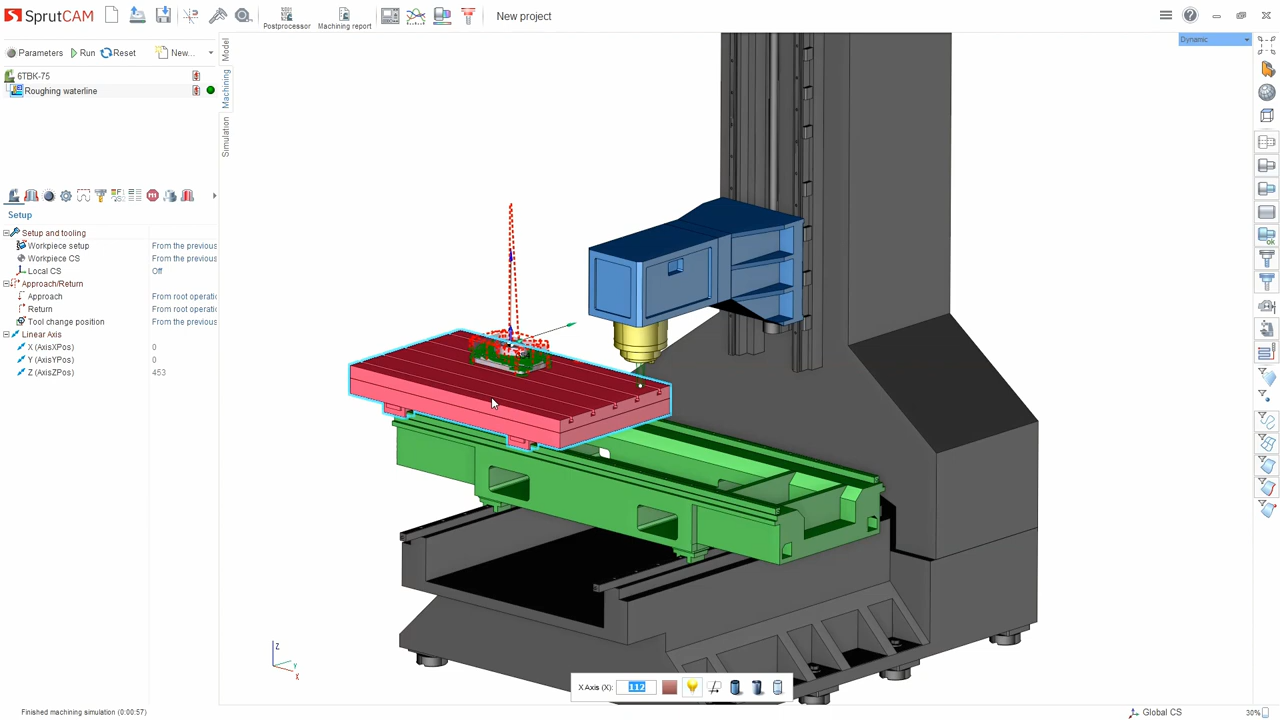 SprutCAM
Postprocessor
Machining report
New project
Parameters
Run
Reset
New...
Dynamic
6TBK-75
Roughing waterline
Model
Machining
Simulation
Setup
Setup and tooling
Workpiece setup From the previous
Workpiece CS From the previous
Local CS Off
Approach/Return
Approach From root operatio
Return From root operatio
Tool change position From the previous
Linear Axis
X (AxisXPos) 0
Y (AxisYPos) 0
Z (AxisZPos) 453
Z
Y
X
X Axis (X): 112
Finished machining simulation (0:00:57)
Global CS
30%